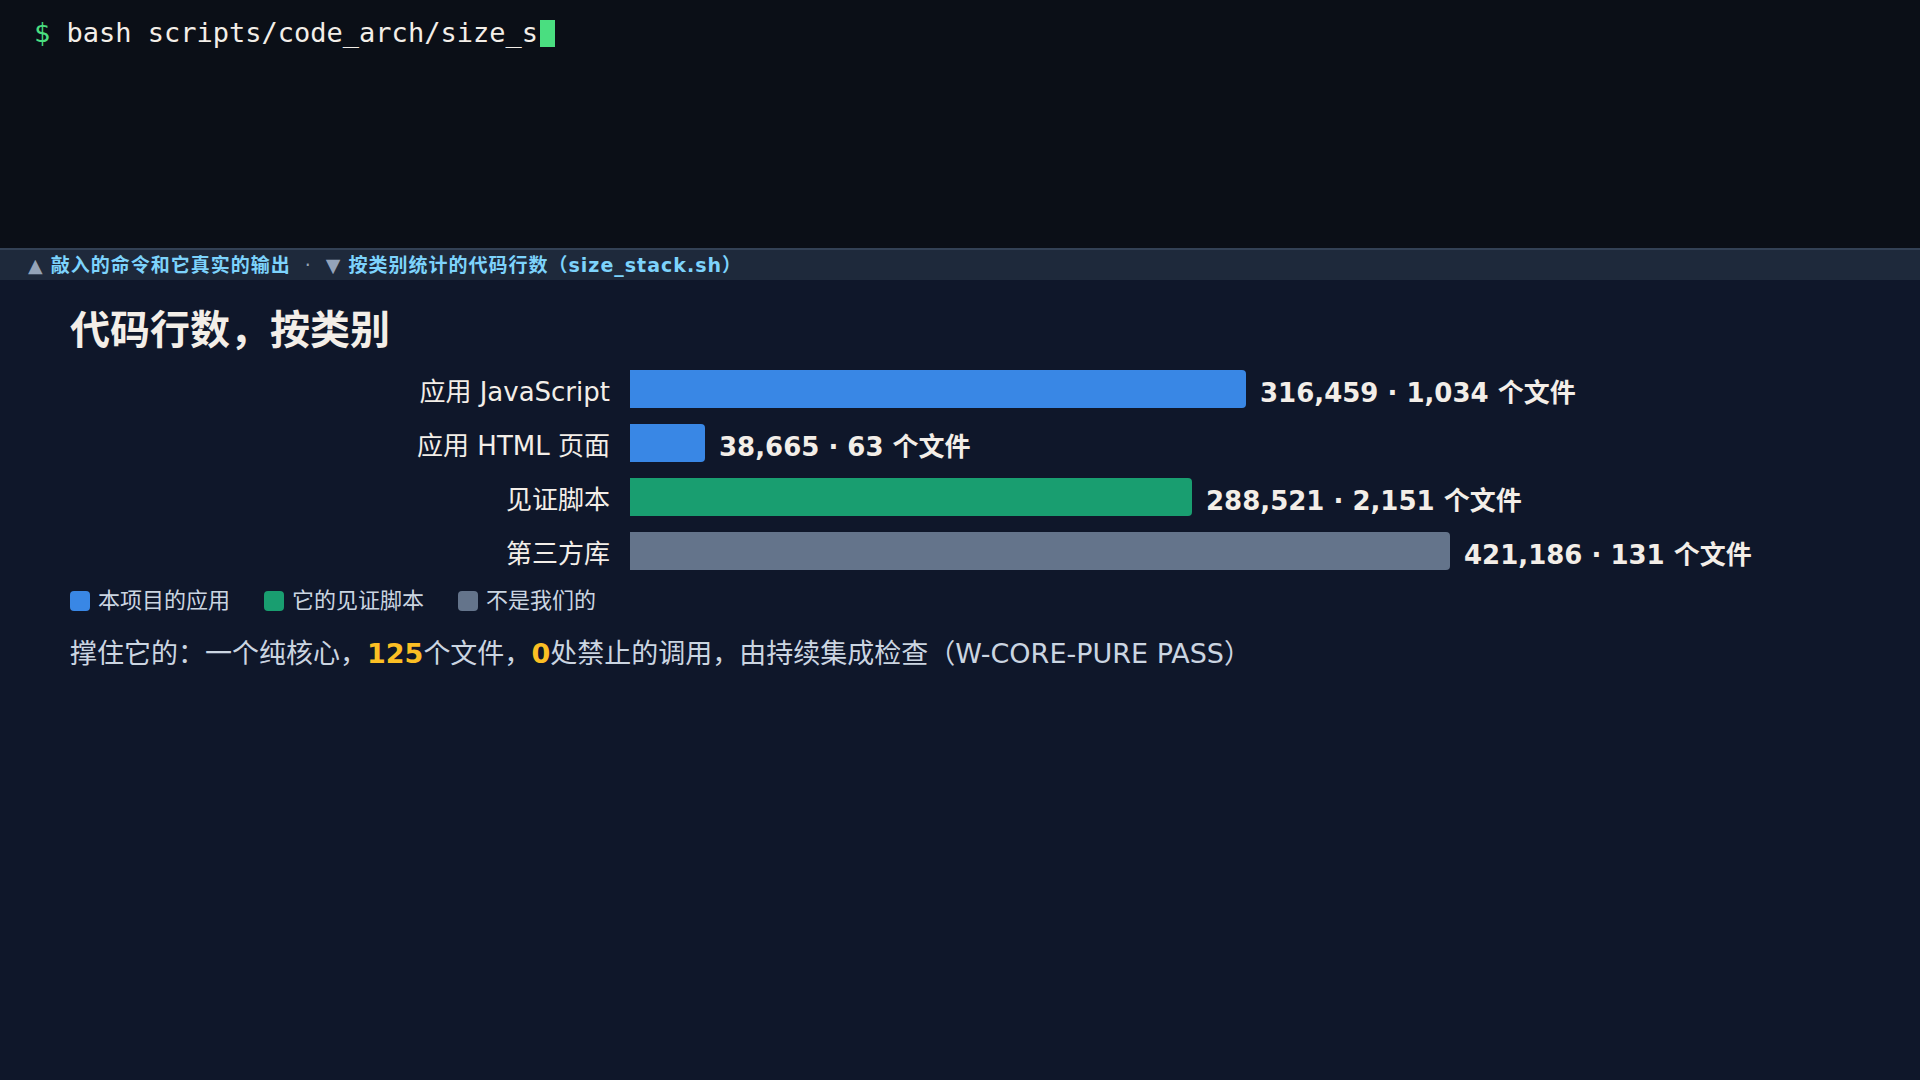 $ bash scripts/code_arch/size_s
▲ 敲入的命令和它真实的输出 · ▼ 按类别统计的代码行数（size_stack.sh）
代码行数，按类别
应用 JavaScript 316,459 · 1,034 个文件
应用 HTML 页面 38,665 · 63 个文件
见证脚本 288,521 · 2,151 个文件
第三方库 421,186 · 131 个文件
本项目的应用 它的见证脚本 不是我们的
撑住它的：一个纯核心，125个文件，0处禁止的调用，由持续集成检查（W-CORE-PURE PASS）